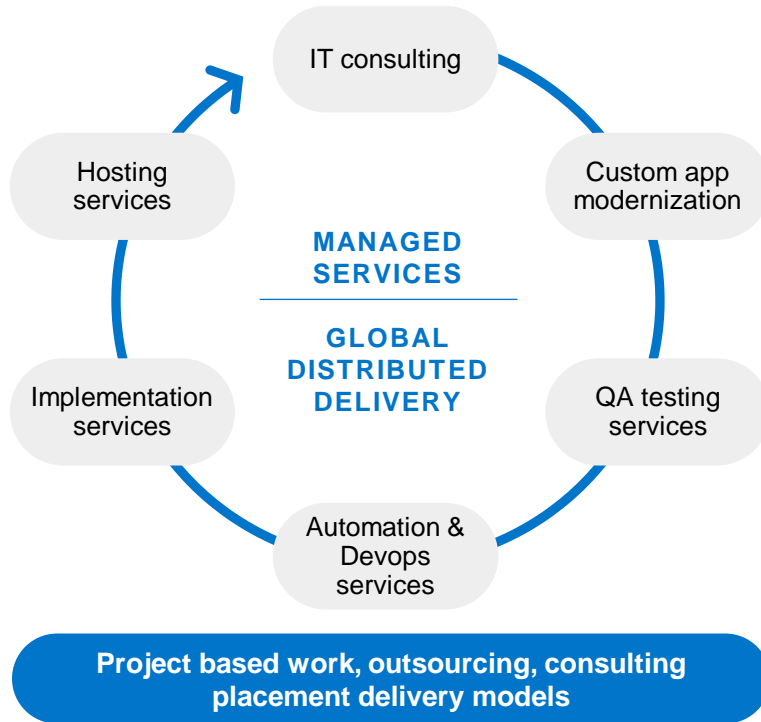 IT consulting
Custom app
modernization
QA testing
services
Automation &
Devops
services
Implementation
services
Hosting
services
MANAGED
SERVICES
GLOBAL
DISTRIBUTED
DELIVERY
Project based work, outsourcing, consulting
placement delivery models